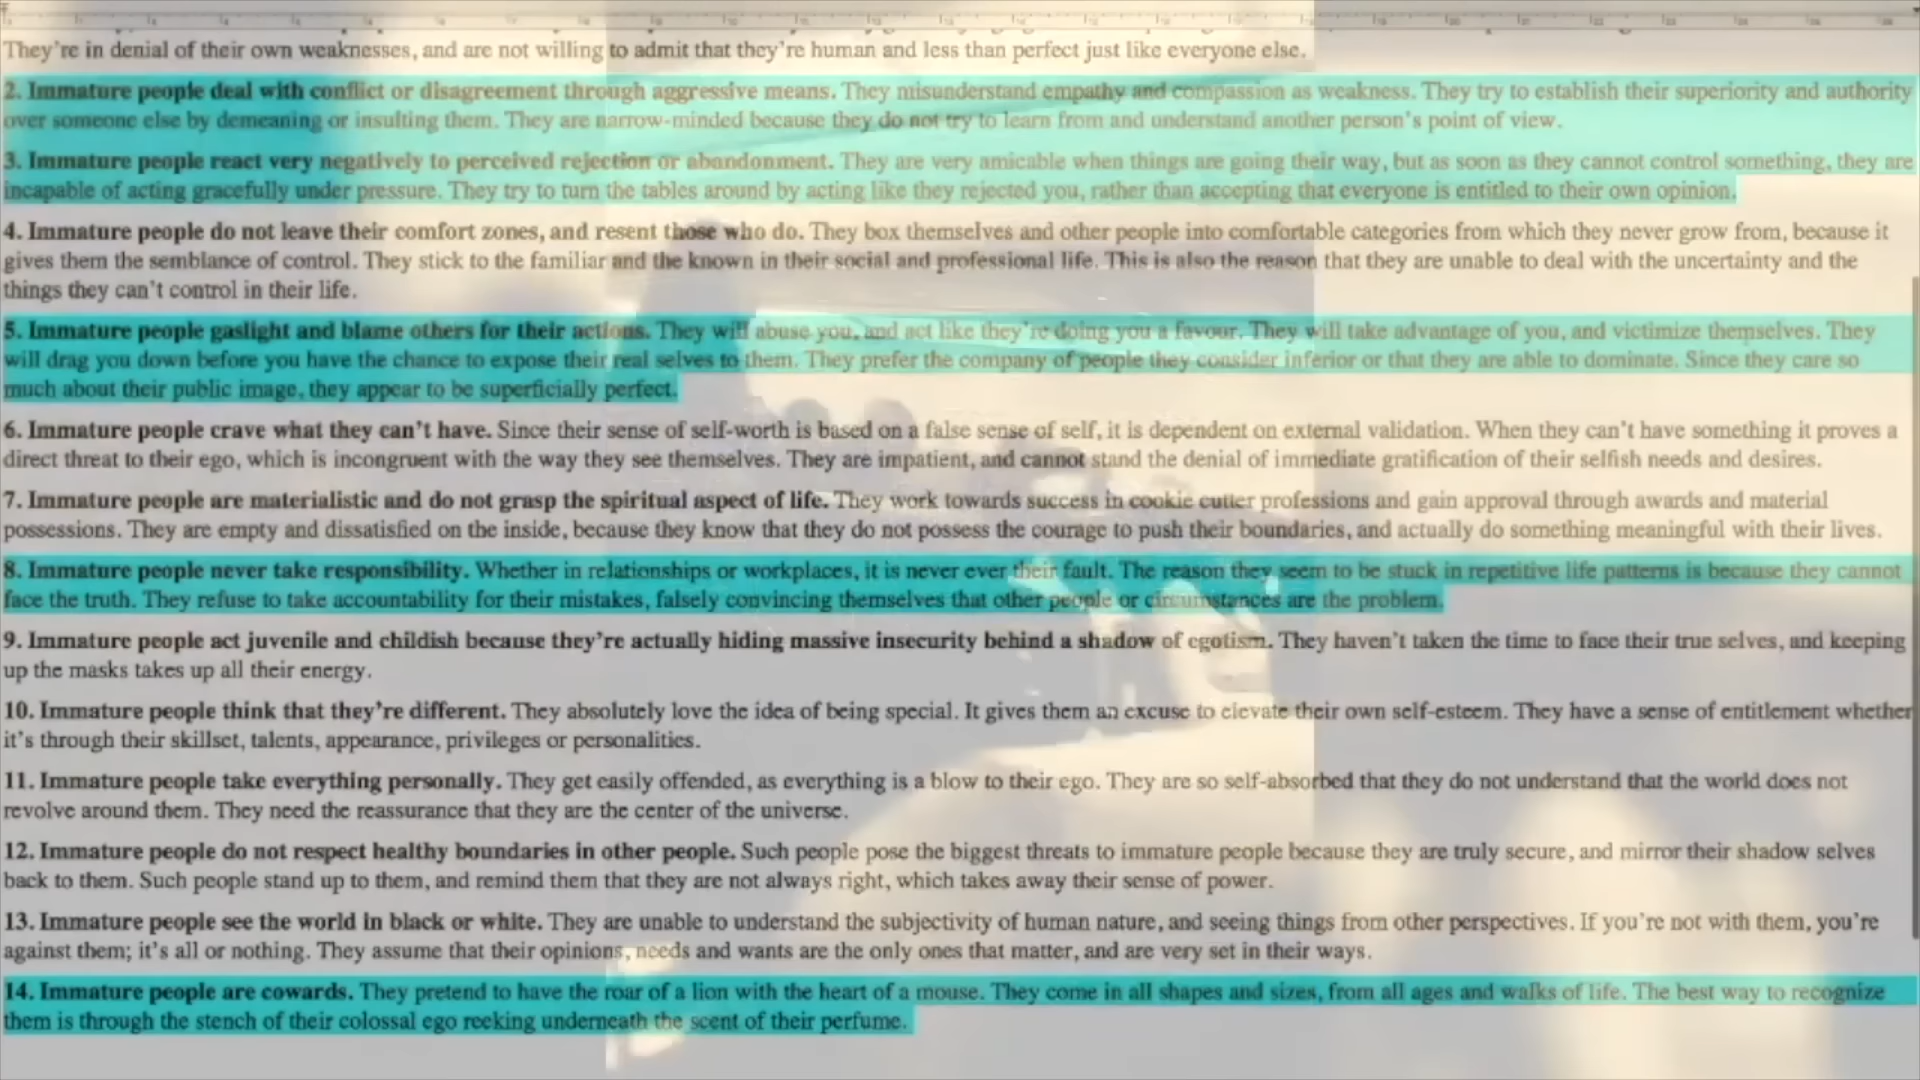 They're in denial of their own weaknesses, and are not willing to admit that they're human and less than perfect just like everyone else.
2. Immature people deal with conflict or disagreement through aggressive means. They misunderstand empathy and compassion as weakness. They try to establish their superiority and authority
over someone else by demeaning or insulting them. They are narrow-minded because they do not try to learn from and understand another person's point of view.
3. Immature people react very negatively to perceived rejection or abandonment. They are very amicable when things are going their way, but as soon as they cannot control something, they are
incapable of acting gracefully under pressure. They try to turn the tables around by acting like they rejected you, rather than accepting that everyone is entitled to their own opinion.
4. Immature people do not leave their comfort zones, and resent those who do. They box themselves and other people into comfortable categories from which they never grow from, because it
gives them the semblance of control. They stick to the familiar and the known in their social and professional life. This is also the reason that they are unable to deal with the uncertainty and the
things they can't control in their life.
5. Immature people gaslight and blame others for their actions. They will abuse you, and act like they're doing you a favour. They will take advantage of you, and victimize themselves. They
will drag you down before you have the chance to expose their real selves to them. They prefer the company of people they consider inferior or that they are able to dominate. Since they care so
much about their public image, they appear to be superficially perfect.
6. Immature people crave what they can't have. Since their sense of self-worth is based on a false sense of self, it is dependent on external validation. When they can't have something it proves a
direct threat to their ego, which is incongruent with the way they see themselves. They are impatient, and cannot stand the denial of immediate gratification of their selfish needs and desires.
7. Immature people are materialistic and do not grasp the spiritual aspect of life. They work towards success in cookie cutter professions and gain approval through awards and material
possessions. They are empty and dissatisfied on the inside, because they know that they do not possess the courage to push their boundaries, and actually do something meaningful with their lives.
8. Immature people never take responsibility. Whether in relationships or workplaces, it is never ever their fault. The reason they seem to be stuck in repetitive life patterns is because they cannot
face the truth. They refuse to take accountability for their mistakes, falsely convincing themselves that other people or circumstances are the problem.
9. Immature people act juvenile and childish because they're actually hiding massive insecurity behind a shadow of egotism. They haven't taken the time to face their true selves, and keeping
up the masks takes up all their energy.
10. Immature people think that they're different. They absolutely love the idea of being special. It gives them an excuse to elevate their own self-esteem. They have a sense of entitlement whether
it's through their skillset, talents, appearance, privileges or personalities.
11. Immature people take everything personally. They get easily offended, as everything is a blow to their ego. They are so self-absorbed that they do not understand that the world does not
revolve around them. They need the reassurance that they are the center of the universe.
12. Immature people do not respect healthy boundaries in other people. Such people pose the biggest threats to immature people because they are truly secure, and mirror their shadow selves
back to them. Such people stand up to them, and remind them that they are not always right, which takes away their sense of power.
13. Immature people see the world in black or white. They are unable to understand the subjectivity of human nature, and seeing things from other perspectives. If you're not with them, you're
against them; it's all or nothing. They assume that their opinions, needs and wants are the only ones that matter, and are very set in their ways.
14. Immature people are cowards. They pretend to have the roar of a lion with the heart of a mouse. They come in all shapes and sizes, from all ages and walks of life. The best way to recognize
them is through the stench of their colossal ego reeking underneath the scent of their perfume.